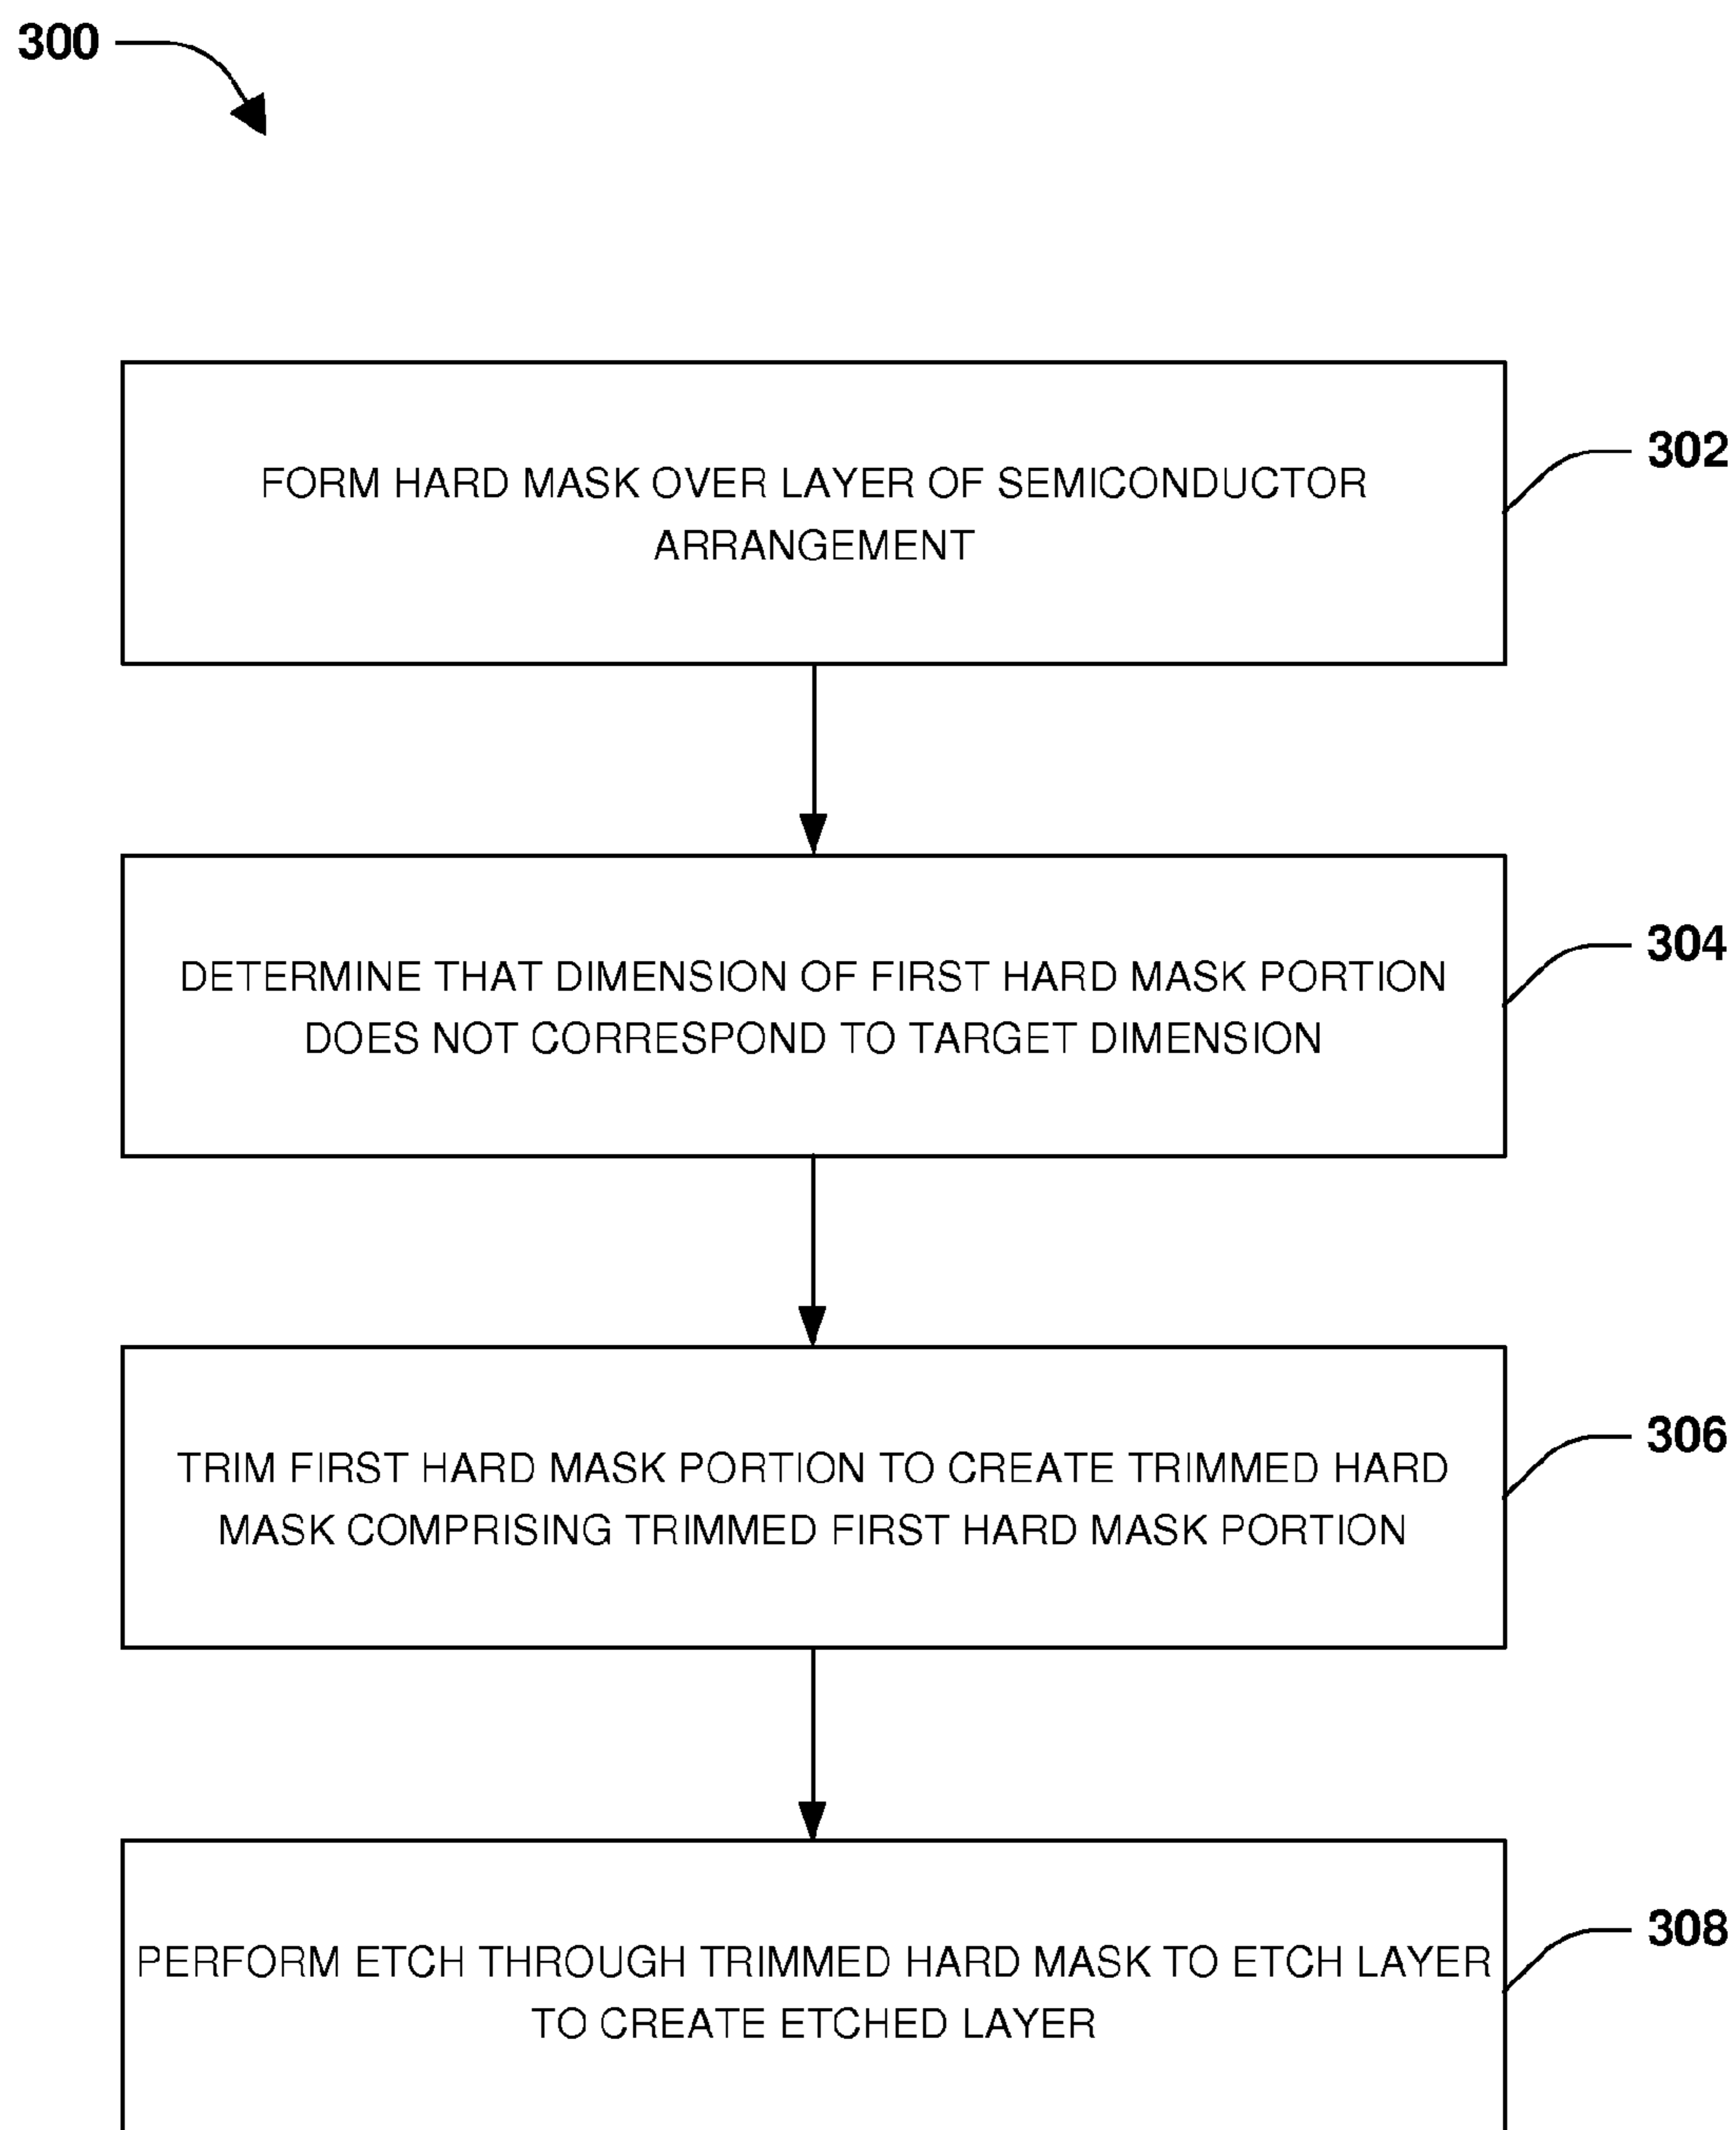 300
FORM HARD MASK OVER LAYER OF SEMICONDUCTOR
ARRANGEMENT
302
DETERMINE THAT DIMENSION OF FIRST HARD MASK PORTION
DOES NOT CORRESPOND TO TARGET DIMENSION
304
TRIM FIRST HARD MASK PORTION TO CREATE TRIMMED HARD
MASK COMPRISING TRIMMED FIRST HARD MASK PORTION
306
PERFORM ETCH THROUGH TRIMMED HARD MASK TO ETCH LAYER
TO CREATE ETCHED LAYER
308